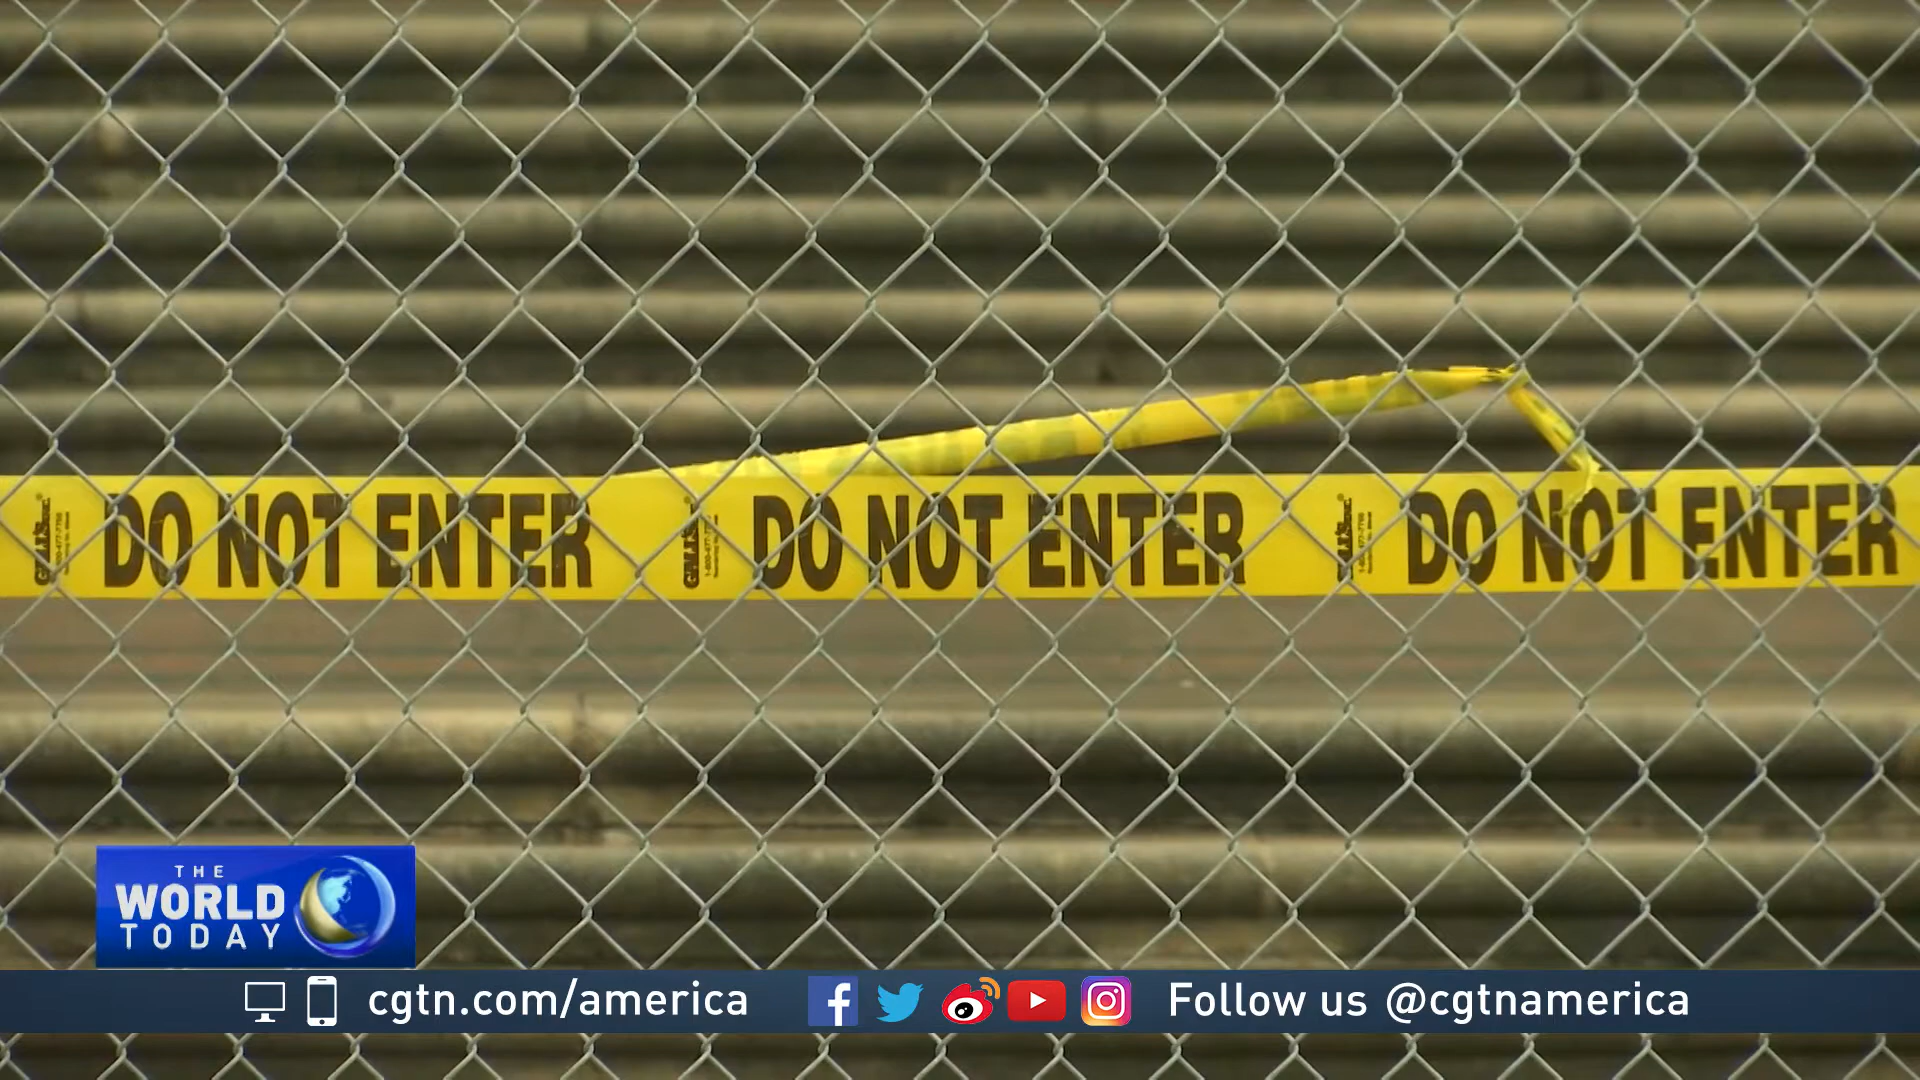 DO NOT ENTER DO NOT ENTER DO NOT ENTER
THE
WORLD
TODAY
cgtn.com/america Follow us @cgtnamerica